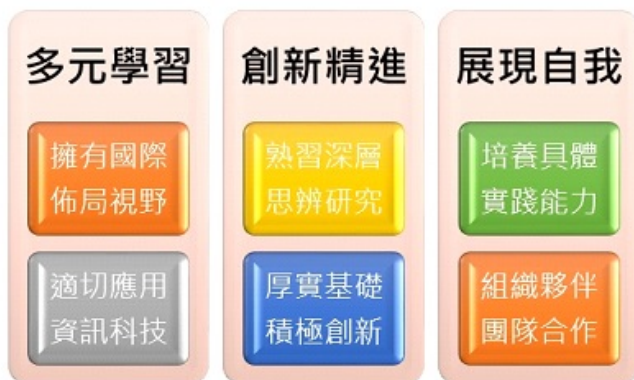 多元學習
擁有國際
佈局視野
適切應用
資訊科技
創新精進
熟習深層
思辨研究
厚實基礎
積極創新
展現自我
培養具體
實踐能力
組織夥伴
團隊合作